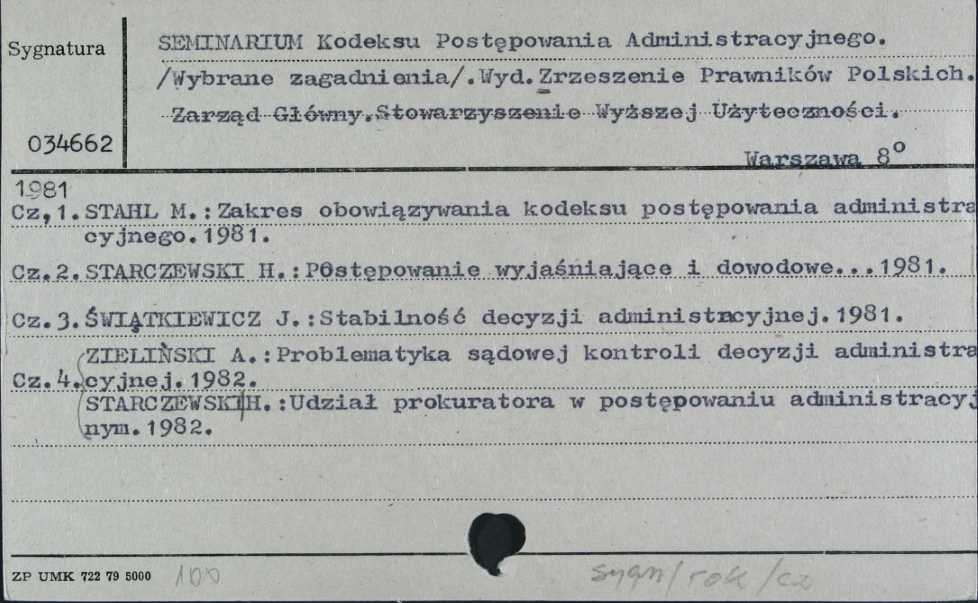 Sygnatura
SEMINARIUM Kodeksu Postępowania Administracyjnego.
/Wybrane zagadnienia/.Wyd.Zrzeszenie Prawników Polskich.
Zarząd Główny.Stowarzyszenie Wyższej Użyteczności.
034662
Warszawa 8°
1981
Cz,1.STAHL M.:Zakres obowiązywania kodeksu postępowania administra
cyjnego.1981.
Cz.2.STARCZEWSKI H.:POstępowanie wyjaśniające i dowodowe...1981.
Cz.3.ŚWIĄTKIEWICZ J.:Stabilność decyzji administracyjnej.1981.
ZIELIŃSKI A.:Problematyka sądowej kontroli decyzji administra
Cz.4.cyjnej.1982.
STARCZEWSKI H.:Udział prokuratora w postępowaniu administracyj
nym.1982.
ZP UMK 722 79 5000 100 sygn/rok/cz